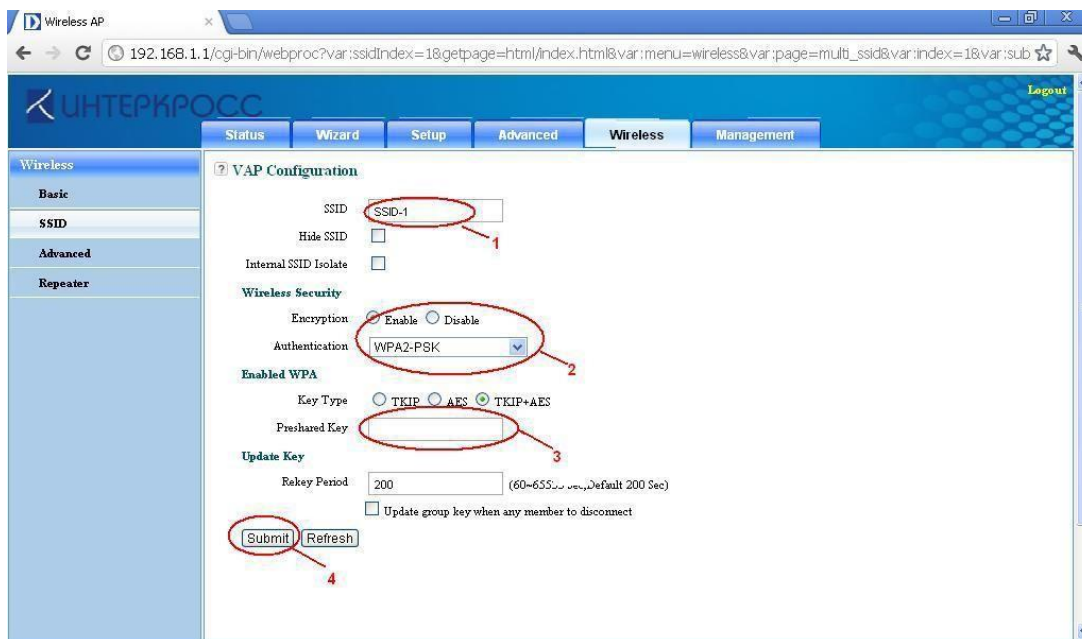 Wireless AP
192.168.1.1/cgi-bin/webproc?var:ssidIndex=1&getpage=html/index.html&var:menu=wireless&var:page=multi_ssid&var:index=1&var:sub
ИНТЕРКРОСС
Logout
Status Wizard Setup Advanced Wireless Management
Wireless
Basic
SSID
Advanced
Repeater
? VAP Configuration
SSID SSID-1
1
Hide SSID
Internal SSID Isolate
Wireless Security
Encryption Enable Disable
Authentication WPA2-PSK
2
Enabled WPA
Key Type TKIP AES TKIP+AES
Preshared Key
3
Update Key
Rekey Period 200 Default 200 Sec)
Update group key when any member to disconnect
Submit Refresh
4